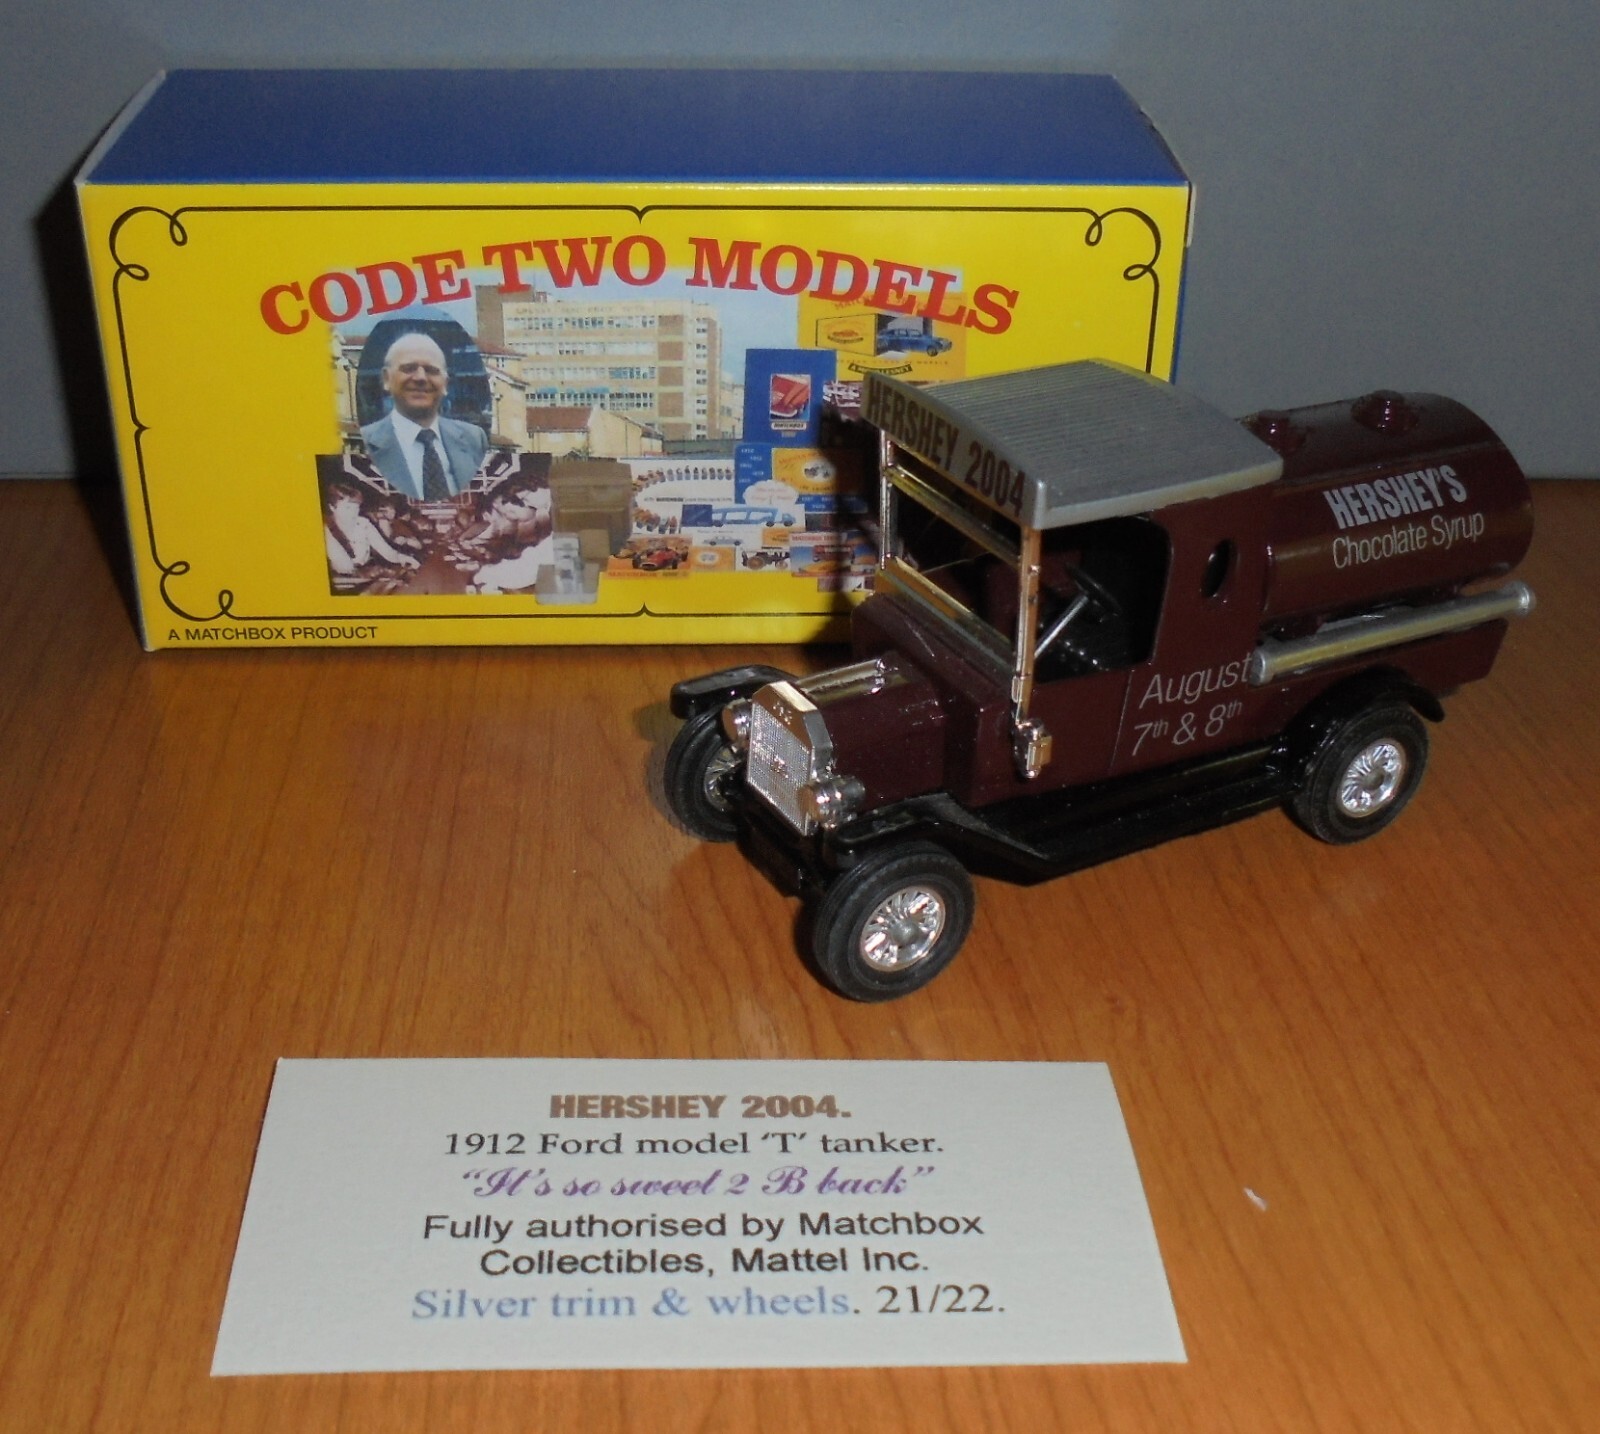 CODE TWO MODELS
A MATCHBOX PRODUCT
HERSHEY 2004
HERSHEY'S
Chocolate Syrup
August
7th & 8th
HERSHEY 2004.
1912 Ford model ‘T’ tanker.
“It's so sweet 2 B back”
Fully authorised by Matchbox
Collectibles, Mattel Inc.
Silver trim & wheels. 21/22.